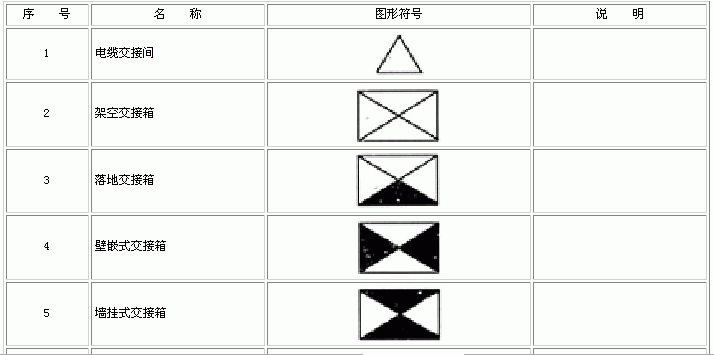 序 号 名 称 图形符号 说 明
1 电缆交接间
2 架空交接箱
3 落地交接箱
4 壁嵌式交接箱
5 墙挂式交接箱